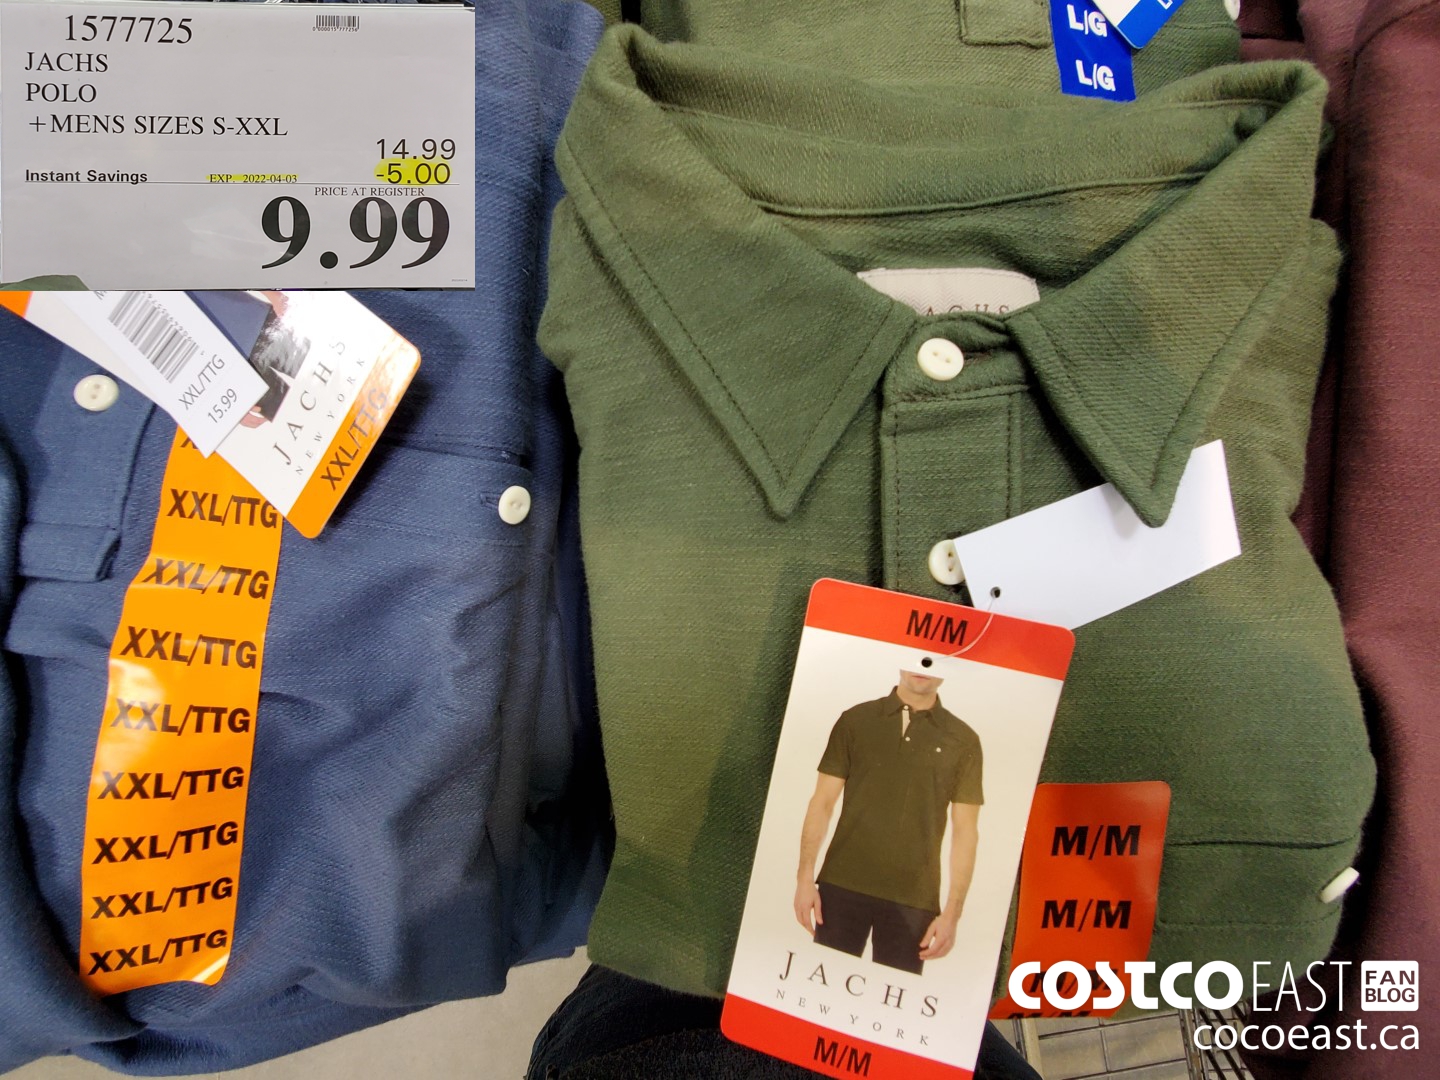 1577725
JACHS
POLO
+MENS SIZES S-XXL
14.99
-5.00
Instant Savings
EXP. 2022-04-03
PRICE AT REGISTER
9.99
L/G
L/G
JACHS
XXL/TTG
15.99
JACHS
NEW YORK
XXL/TTG
XXL/TTG
XXL/TTG
XXL/TTG
XXL/TTG
XXL/TTG
XXL/TTG
XXL/TTG
XXL/TTG
M/M
JACHS
NEW YORK
M/M
M/M
M/M
M/M
COSTCO EAST FAN BLOG
cocoeast.ca